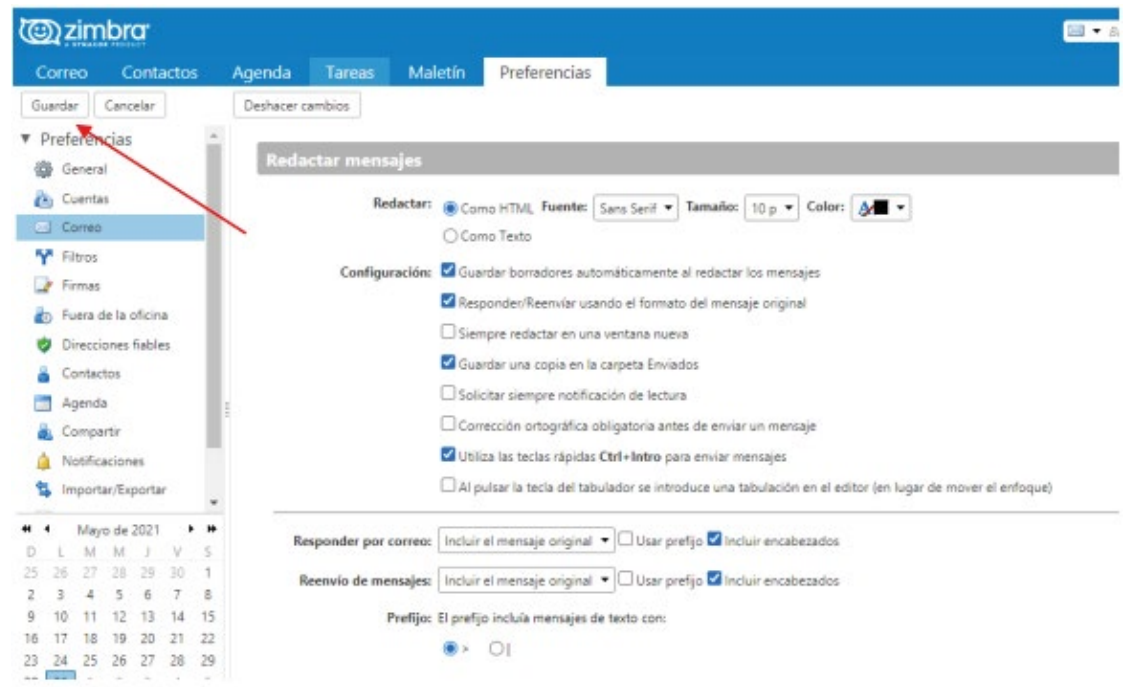 zimbra
A SYNACOR PRODUCT
Correo Contactos Agenda Tareas Maletín Preferencias
Guardar Cancelar Deshacer cambios
Preferencias
General
Cuentas
Correo
Filtros
Firmas
Fuera de la oficina
Direcciones fiables
Contactos
Agenda
Compartir
Notificaciones
Importar/Exportar
Mayo de 2021
D L M M J V S
25 26 27 28 29 30 1
2 3 4 5 6 7 8
9 10 11 12 13 14 15
16 17 18 19 20 21 22
23 24 25 26 27 28 29
Redactar mensajes
Redactar: Como HTML Fuente: Sans Serif Tamaño: 10 p Color:
Como Texto
Configuración: Guardar borradores automáticamente al redactar los mensajes
Responder/Reenviar usando el formato del mensaje original
Siempre redactar en una ventana nueva
Guardar una copia en la carpeta Enviados
Solicitar siempre notificación de lectura
Corrección ortográfica obligatoria antes de enviar un mensaje
Utiliza las teclas rápidas Ctrl+Intro para enviar mensajes
Al pulsar la tecla del tabulador se introduce una tabulación en el editor (en lugar de mover el enfoque)
Responder por correo: Incluir el mensaje original Usar prefijo Incluir encabezados
Reenvío de mensajes: Incluir el mensaje original Usar prefijo Incluir encabezados
Prefijo: El prefijo incluía mensajes de texto con:
> |